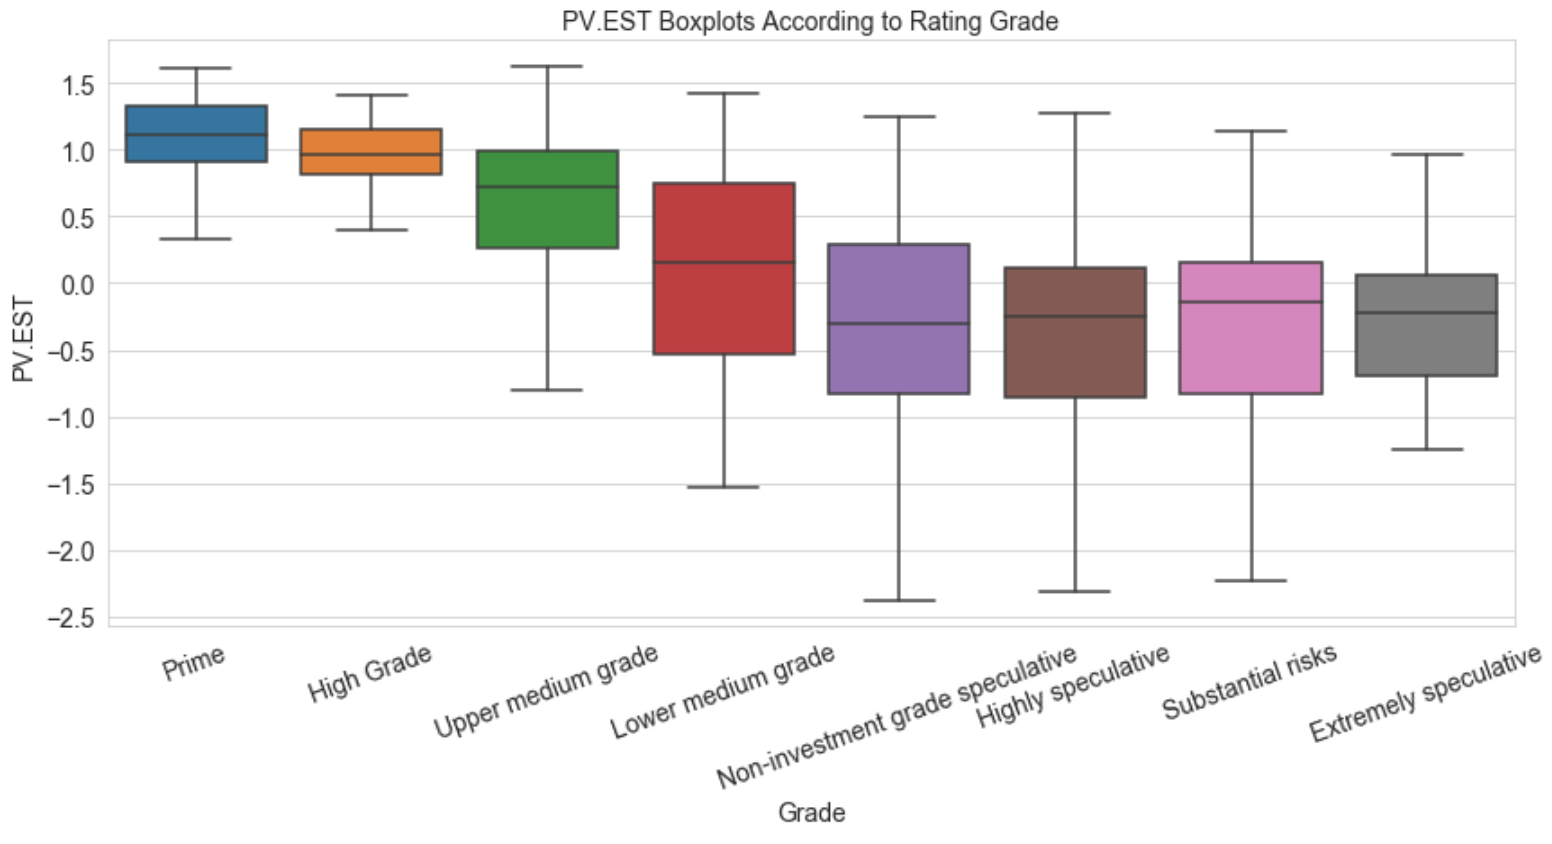 PV.EST Boxplots According to Rating Grade
PV.EST
1.5
1.0
0.5
0.0
−0.5
−1.0
−1.5
−2.0
−2.5
Prime
High Grade
Upper medium grade
Lower medium grade
Non-investment grade speculative
Highly speculative
Substantial risks
Extremely speculative
Grade